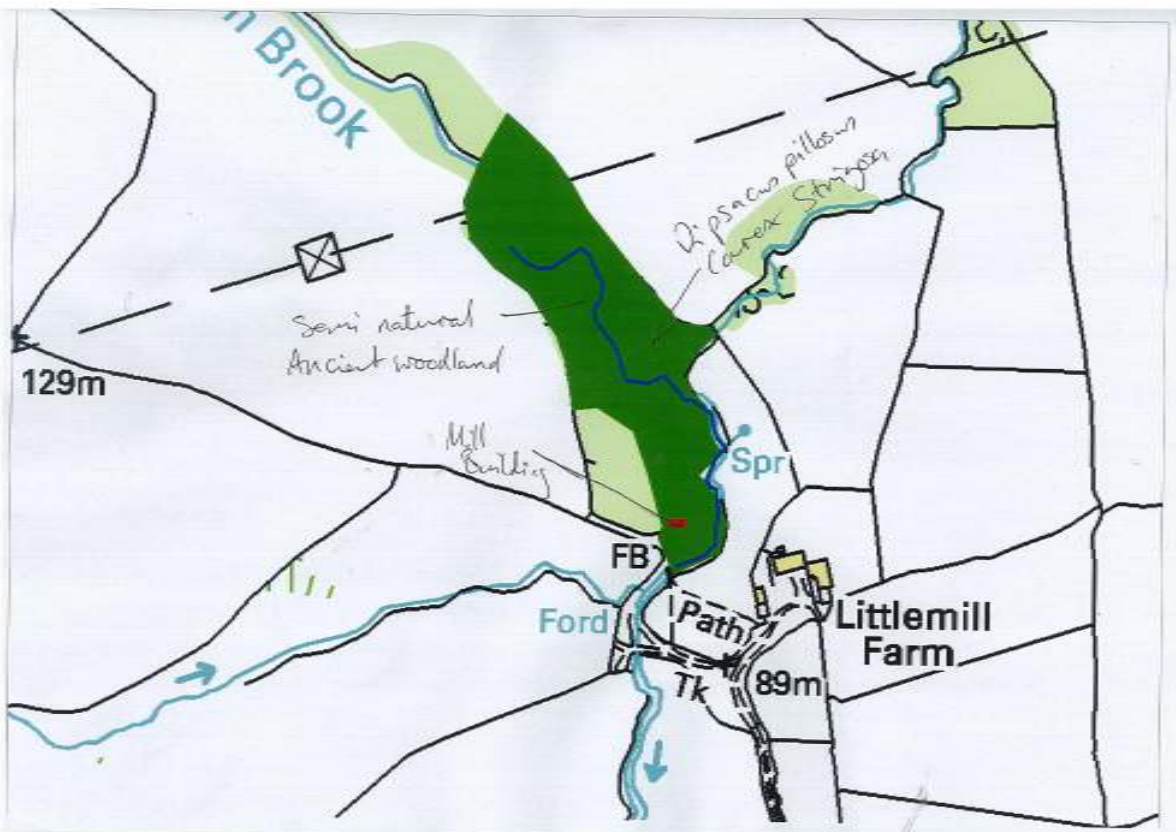 n Brook
Dipsacus pillosus
Carex Strigosa
Semi natural
Ancient woodland
129m
Mill
Building
Spr
FB
Ford
Path
Littlemill
Farm
Tk
89m